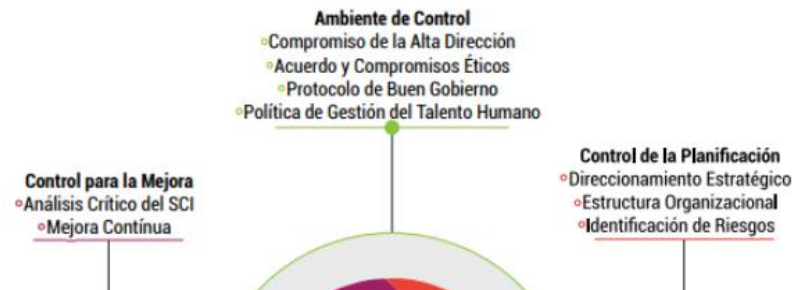 Ambiente de Control
°Compromiso de la Alta Dirección
°Acuerdo y Compromisos Éticos
°Protocolo de Buen Gobierno
°Política de Gestión del Talento Humano
Control para la Mejora
°Análisis Crítico del SCI
°Mejora Contínua
Control de la Planificación
°Direccionamiento Estratégico
°Estructura Organizacional
°Identificación de Riesgos